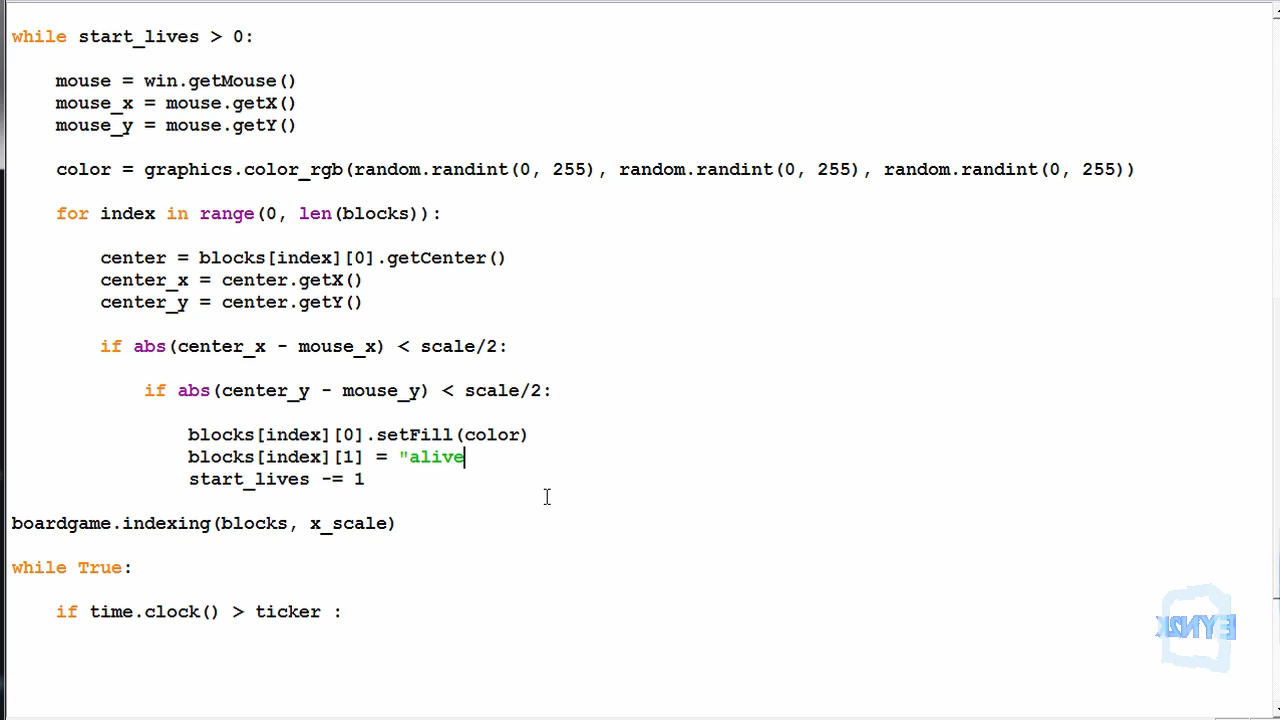 while start_lives > 0:
mouse = win.getMouse()
mouse_x = mouse.getX()
mouse_y = mouse.getY()
color = graphics.color_rgb(random.randint(0, 255), random.randint(0, 255), random.randint(0, 255))
for index in range(0, len(blocks)):
center = blocks[index][0].getCenter()
center_x = center.getX()
center_y = center.getY()
if abs(center_x - mouse_x) < scale/2:
if abs(center_y - mouse_y) < scale/2:
blocks[index][0].setFill(color)
blocks[index][1] = "alive
start_lives -= 1
boardgame.indexing(blocks, x_scale)
while True:
if time.clock() > ticker :